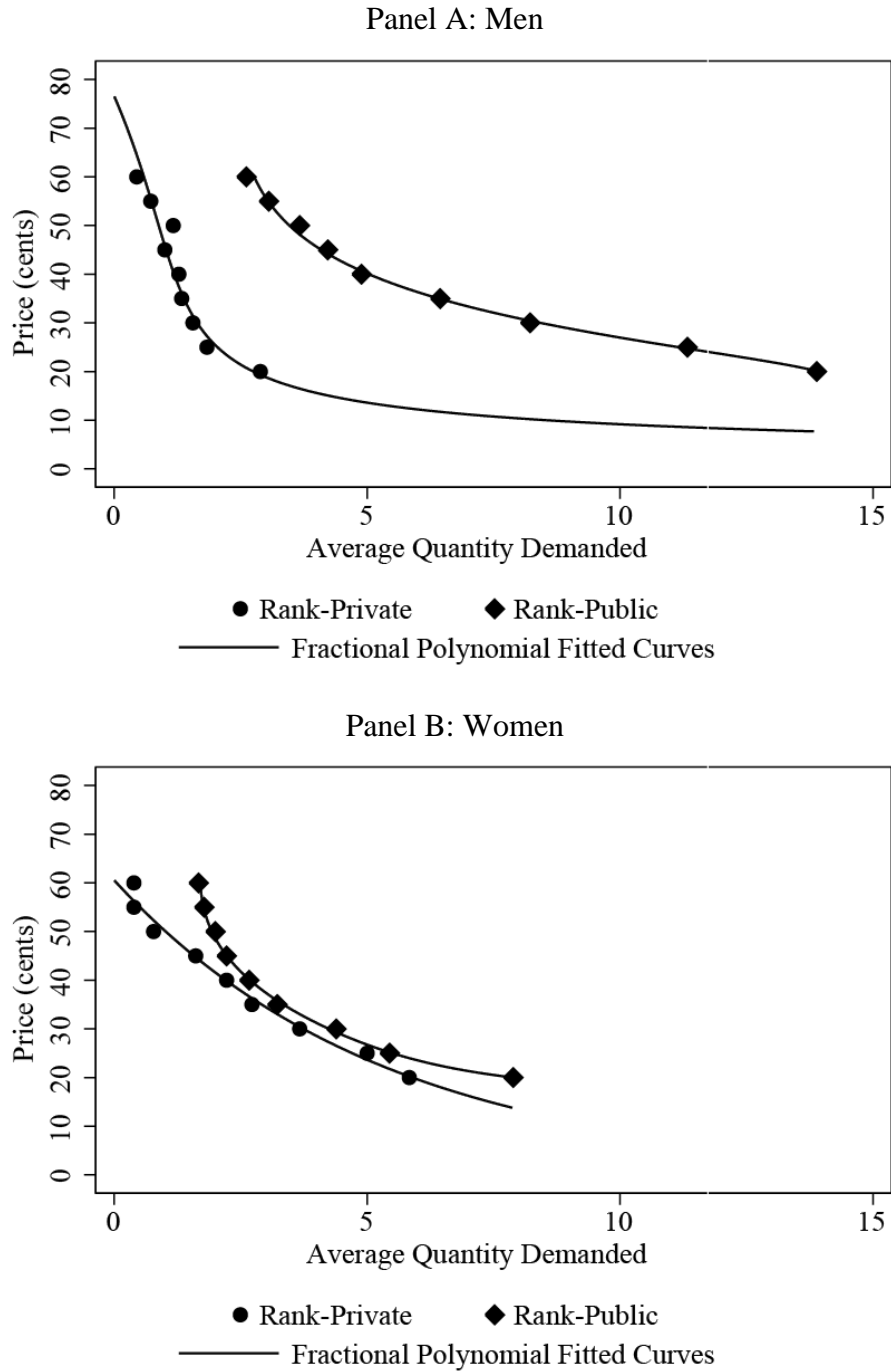 Panel A: Men
80
70
60
50
40
30
20
10
0
Price (cents)
0 5 10 15
Average Quantity Demanded
Rank-Private Rank-Public
Fractional Polynomial Fitted Curves
Panel B: Women
80
70
60
50
40
30
20
10
0
Price (cents)
0 5 10 15
Average Quantity Demanded
Rank-Private Rank-Public
Fractional Polynomial Fitted Curves